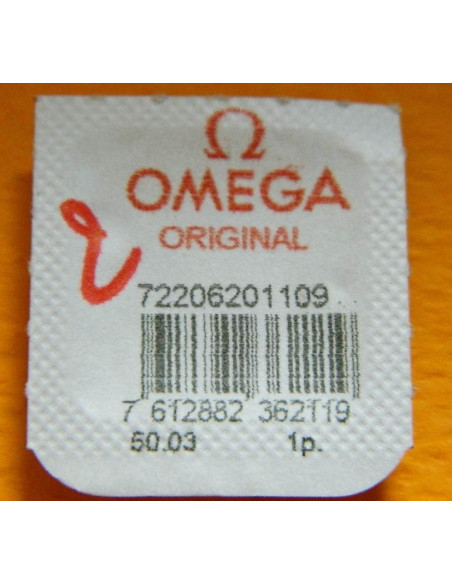 Ω
OMEGA
ORIGINAL
72206201109
7 612882 362119
50.03 1p.